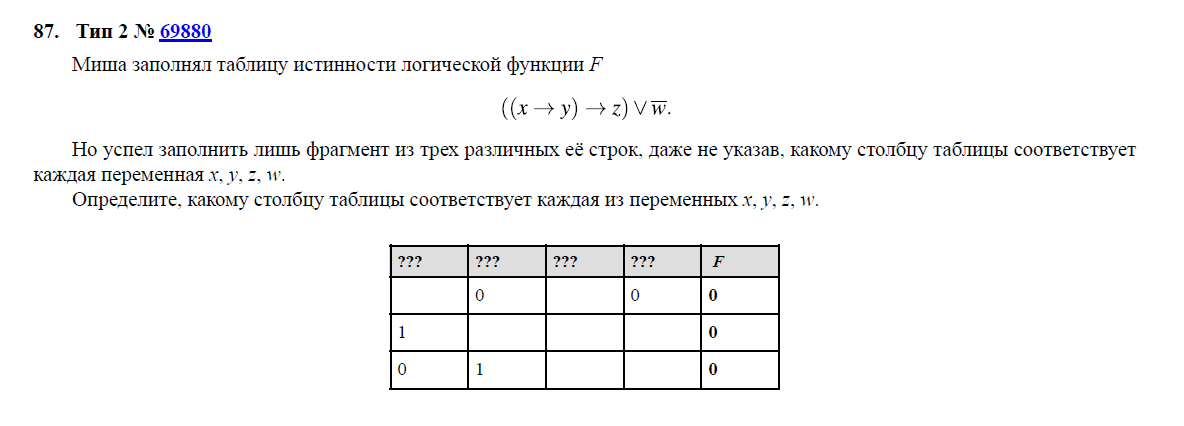 87. Тип 2 № 69880
Миша заполнял таблицу истинности логической функции F
((x → y) → z) ∨ w̅.
Но успел заполнить лишь фрагмент из трех различных её строк, даже не указав, какому столбцу таблицы соответствует
каждая переменная x, y, z, w.
Определите, какому столбцу таблицы соответствует каждая из переменных x, y, z, w.
??? ??? ??? ??? F
0 0 0
1 0
0 1 0